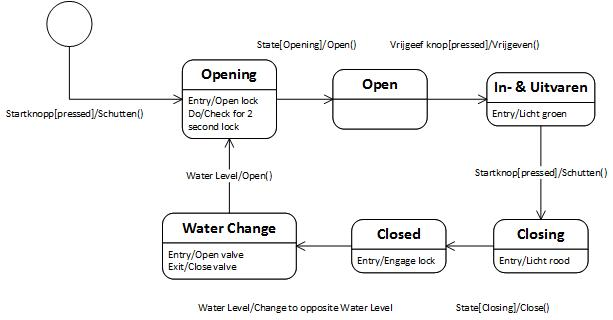 State[Opening]/Open()
Vrijgeef knop[pressed]/Vrijgeven()
Opening
Entry/Open lock
Do/Check for 2
second lock
Open
In- & Uitvaren
Entry/Licht groen
Startknopp[pressed]/Schutten()
Startknop[pressed]/Schutten()
Water Level/Open()
Water Change
Entry/Open valve
Exit/Close valve
Closed
Entry/Engage lock
Closing
Entry/Licht rood
Water Level/Change to opposite Water Level
State[Closing]/Close()